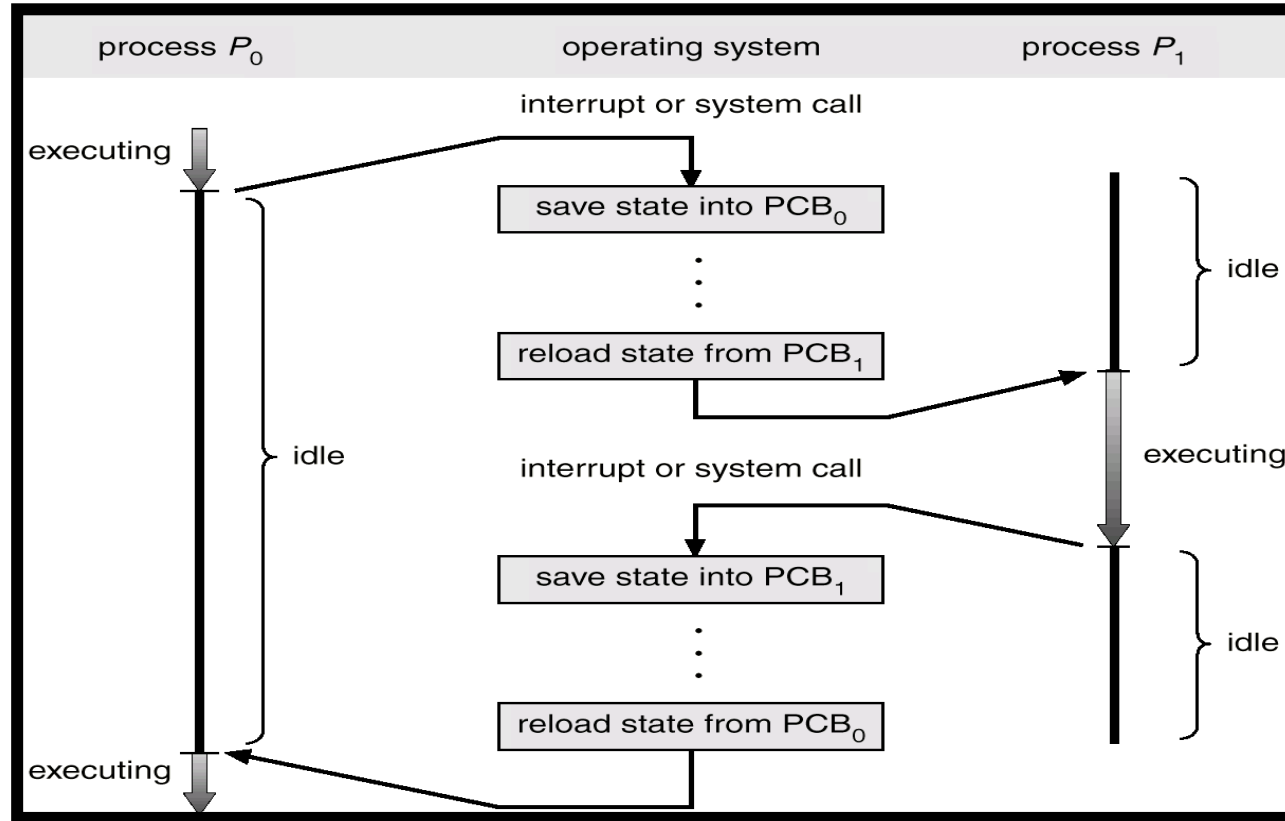 process P₀
operating system
process P₁
interrupt or system call
executing
save state into PCB₀
idle
reload state from PCB₁
idle
interrupt or system call
executing
save state into PCB₁
idle
reload state from PCB₀
executing